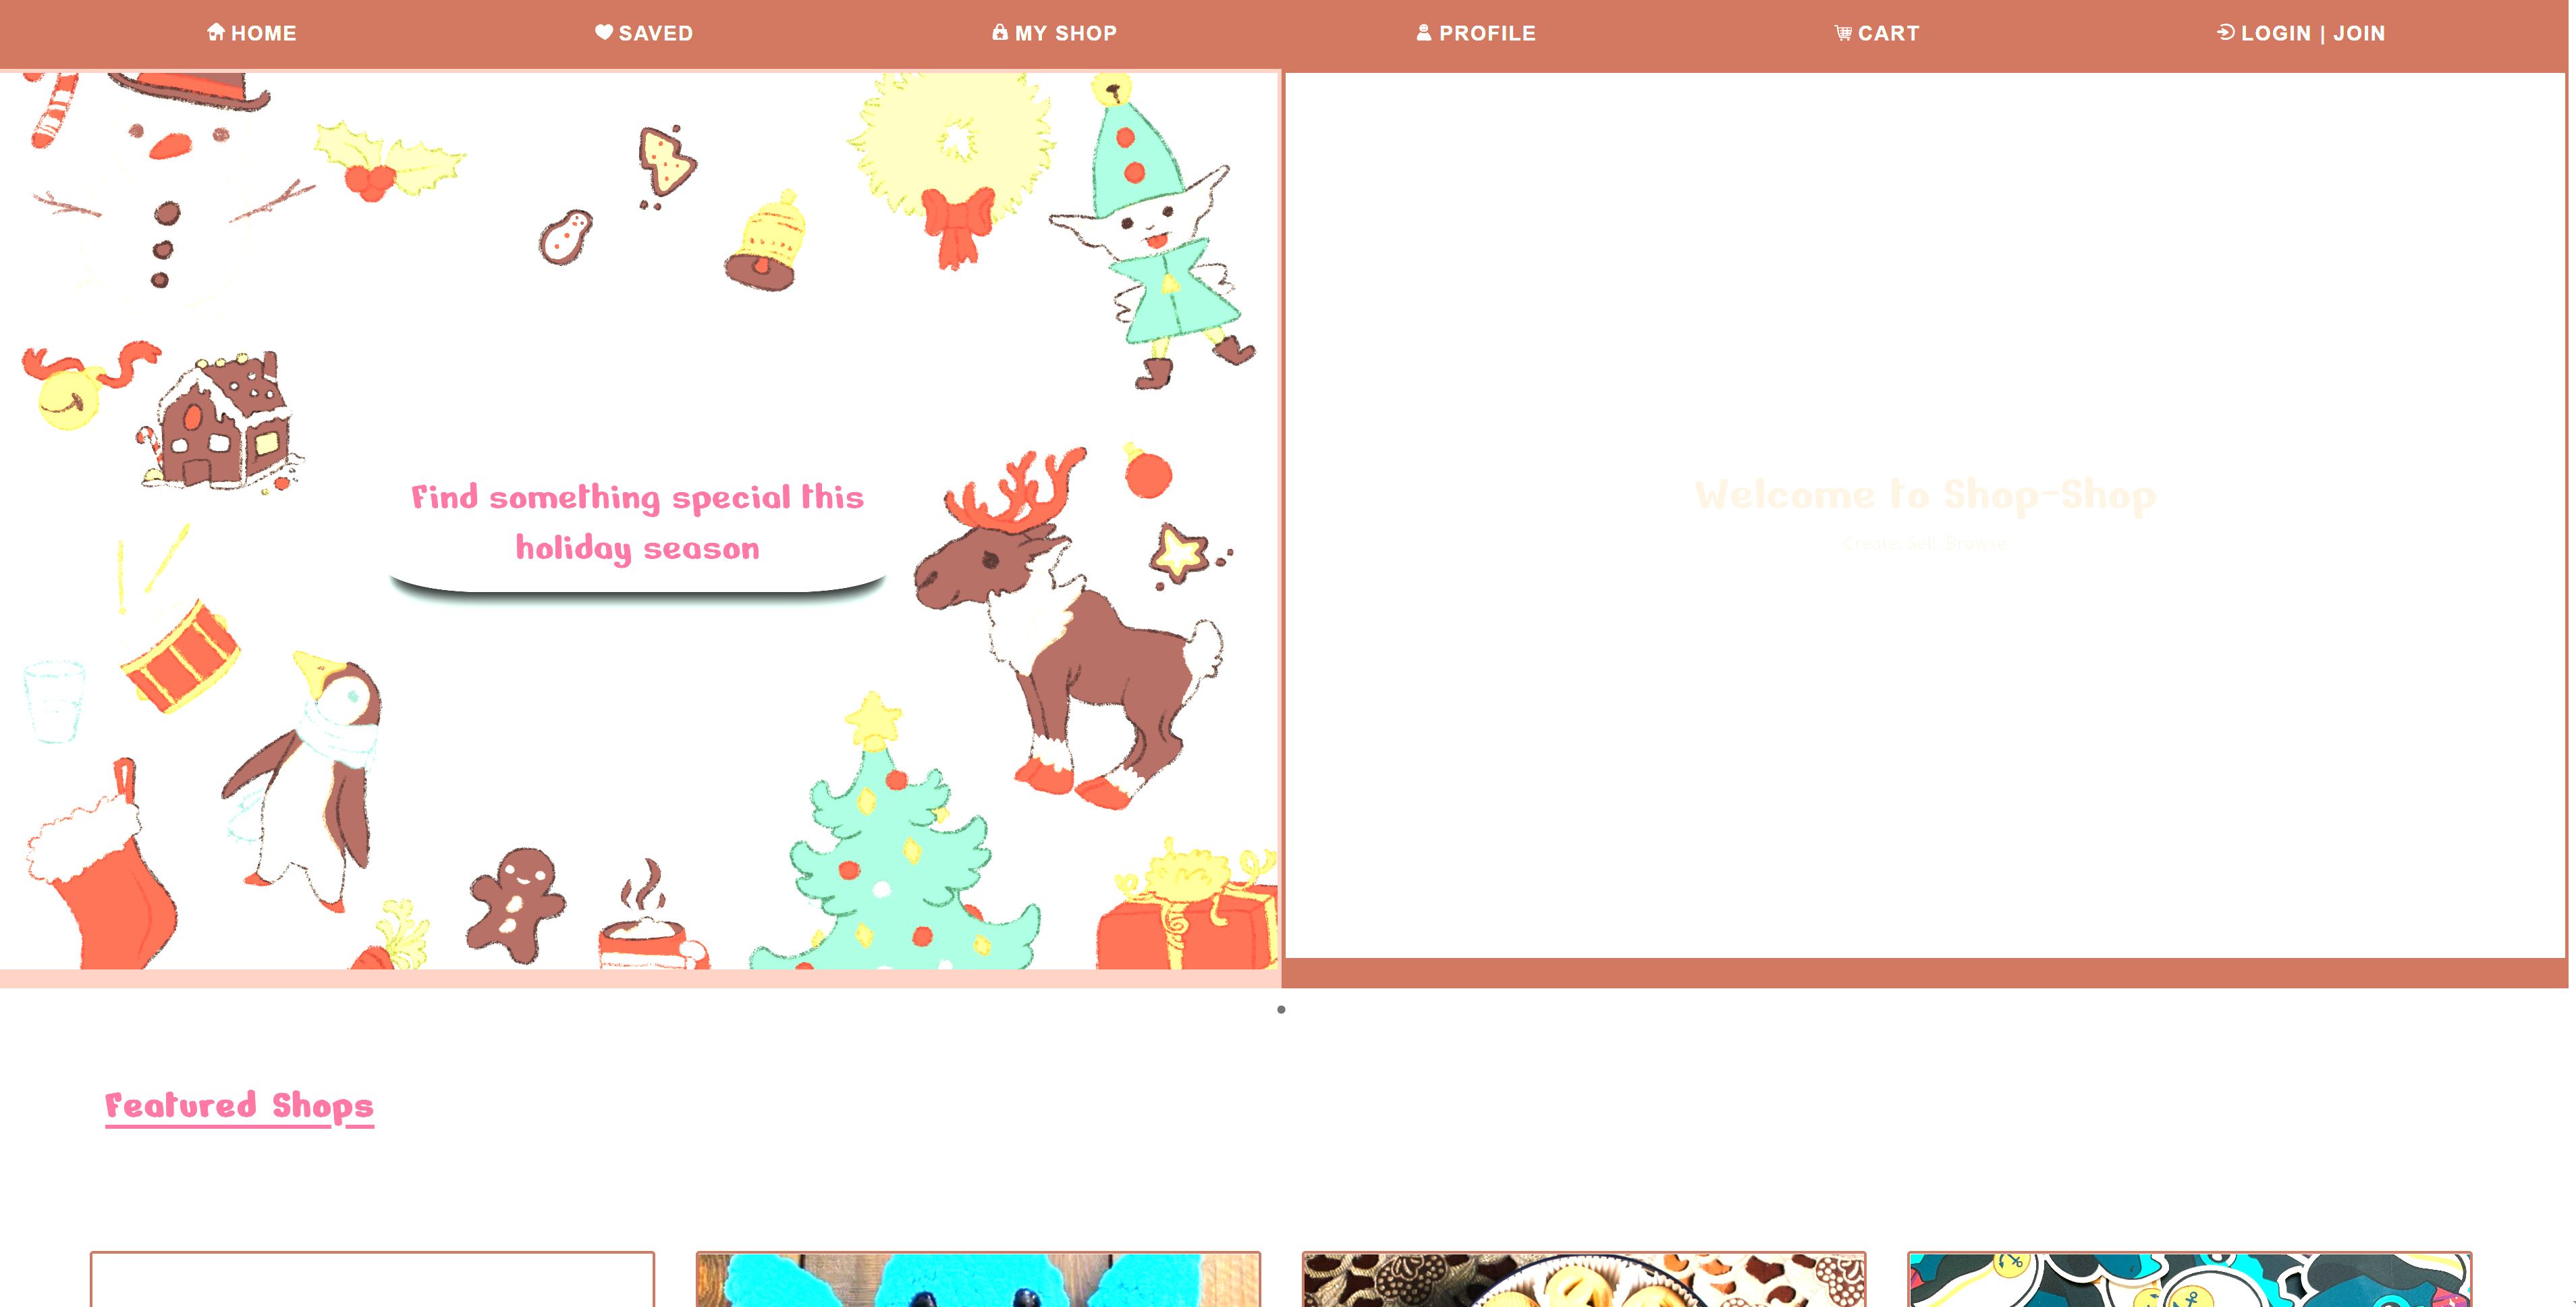 HOME
SAVED
MY SHOP
PROFILE
CART
LOGIN | JOIN
Find something special this
holiday season
Welcome to Shop-Shop
Create. Sell. Browse.
Featured Shops